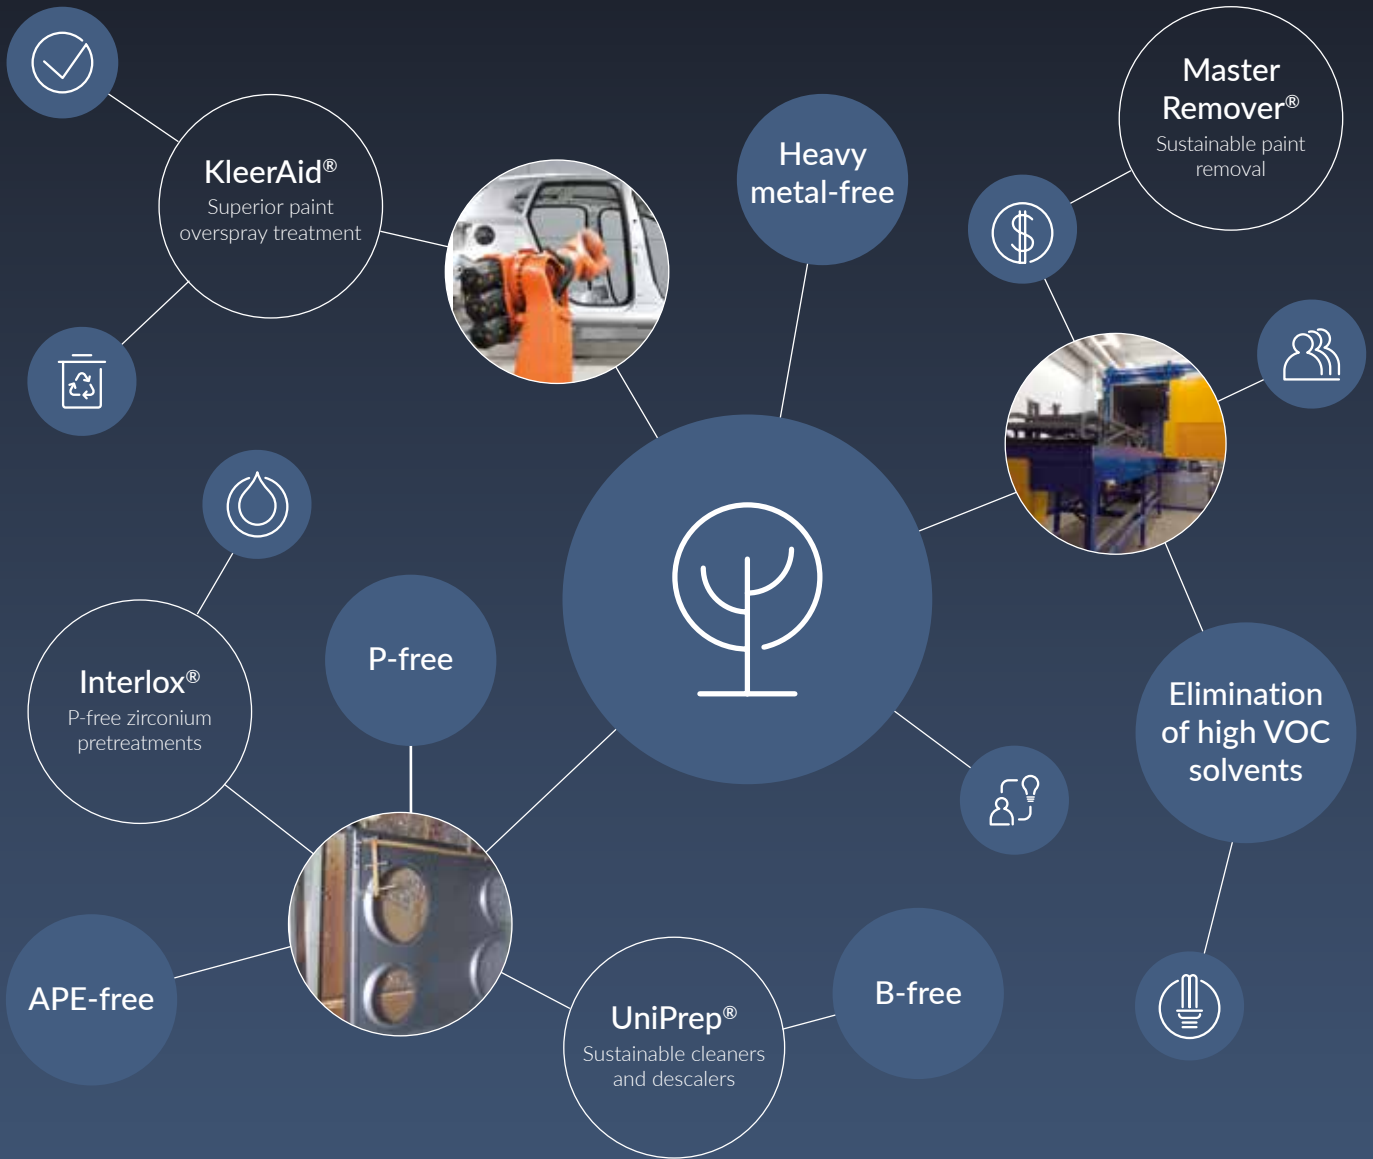 Master
Remover®
Sustainable paint
removal
Heavy
metal-free
KleerAid®
Superior paint
overspray treatment
P-free
Interlox®
P-free zirconium
pretreatments
Elimination
of high VOC
solvents
APE-free
B-free
UniPrep®
Sustainable cleaners
and descalers